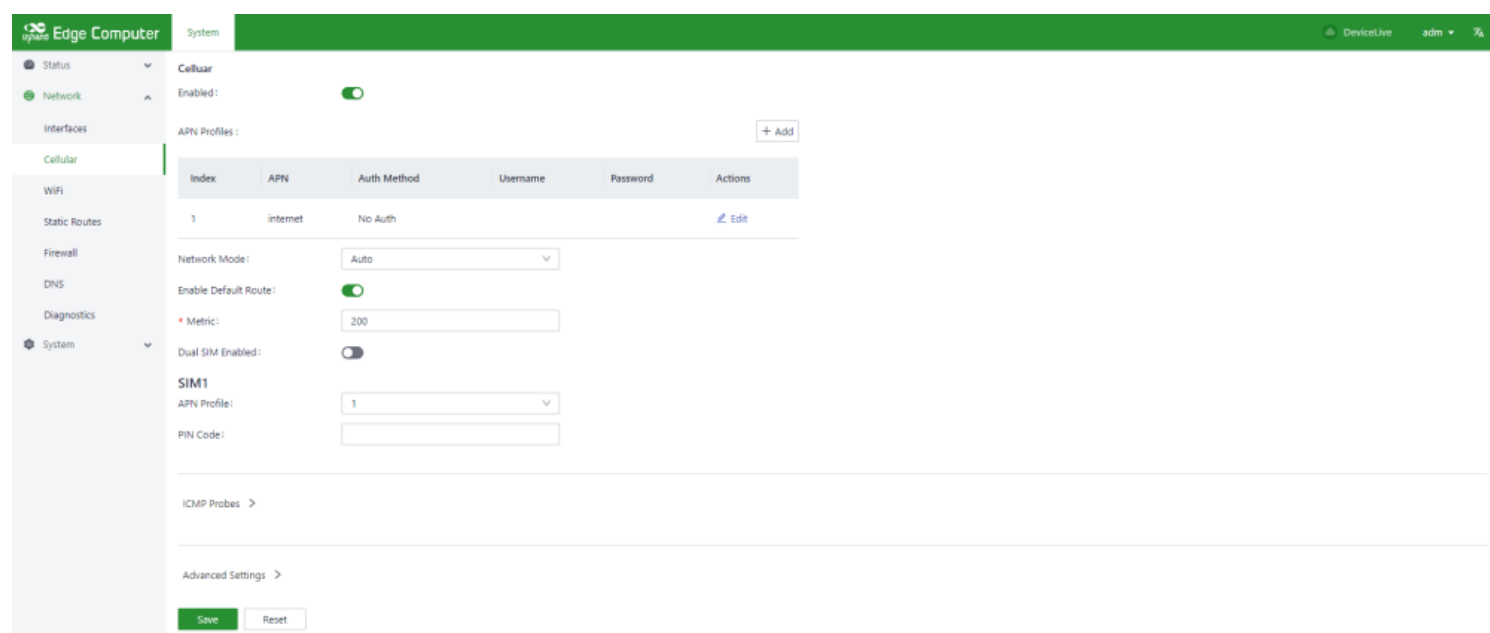 Edge Computer
System
DeviceLive
adm
Status
Network
Interfaces
Cellular
WiFi
Static Routes
Firewall
DNS
Diagnostics
System
Celluar
Enabled:
APN Profiles :
+ Add
Index APN Auth Method Username Password Actions
1 internet No Auth Edit
Network Mode: Auto
Enable Default Route:
* Metric: 200
Dual SIM Enabled:
SIM1
APN Profile: 1
PIN Code:
ICMP Probes >
Advanced Settings >
Save Reset